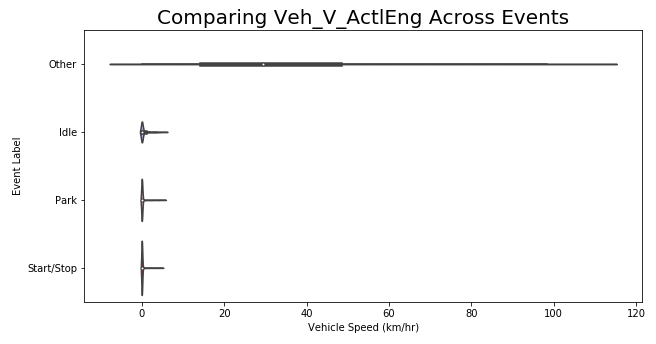 Comparing Veh_V_ActlEng Across Events
Other
Idle
Park
Start/Stop
Event Label
0 20 40 60 80 100 120
Vehicle Speed (km/hr)